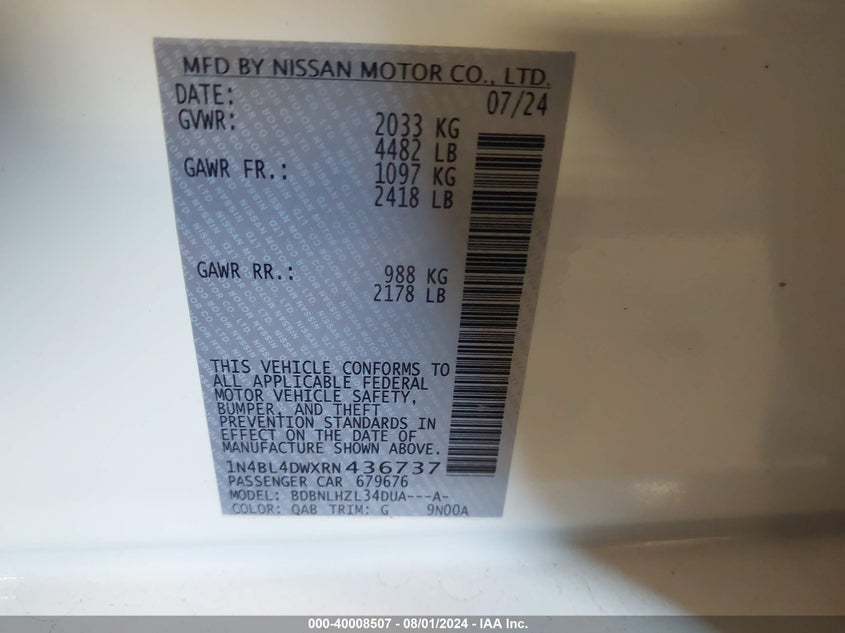 MFD BY NISSAN MOTOR CO., LTD.
DATE: 07/24
GVWR: 2033 KG
4482 LB
GAWR FR.: 1097 KG
2418 LB
GAWR RR.: 988 KG
2178 LB
THIS VEHICLE CONFORMS TO
ALL APPLICABLE FEDERAL
MOTOR VEHICLE SAFETY,
BUMPER, AND THEFT
PREVENTION STANDARDS IN
EFFECT ON THE DATE OF
MANUFACTURE SHOWN ABOVE.
1N4BL4DWXRN436737
PASSENGER CAR 679676
MODEL: BDBNLHZL34DUA---A-
COLOR: QAB TRIM: G 9N00A
000-40008507 - 08/01/2024 - IAA Inc.